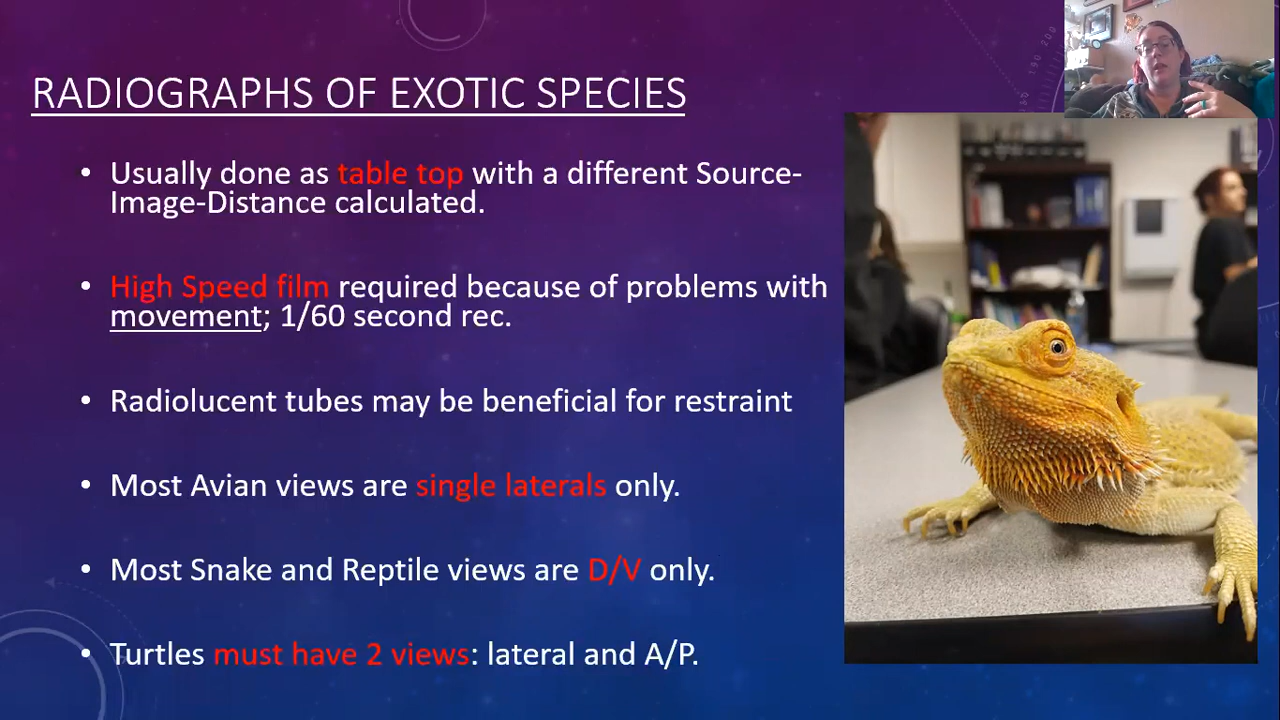 RADIOGRAPHS OF EXOTIC SPECIES
• Usually done as table top with a different Source-
Image-Distance calculated.
• High Speed film required because of problems with
movement; 1/60 second rec.
• Radiolucent tubes may be beneficial for restraint
• Most Avian views are single laterals only.
• Most Snake and Reptile views are D/V only.
• Turtles must have 2 views: lateral and A/P.